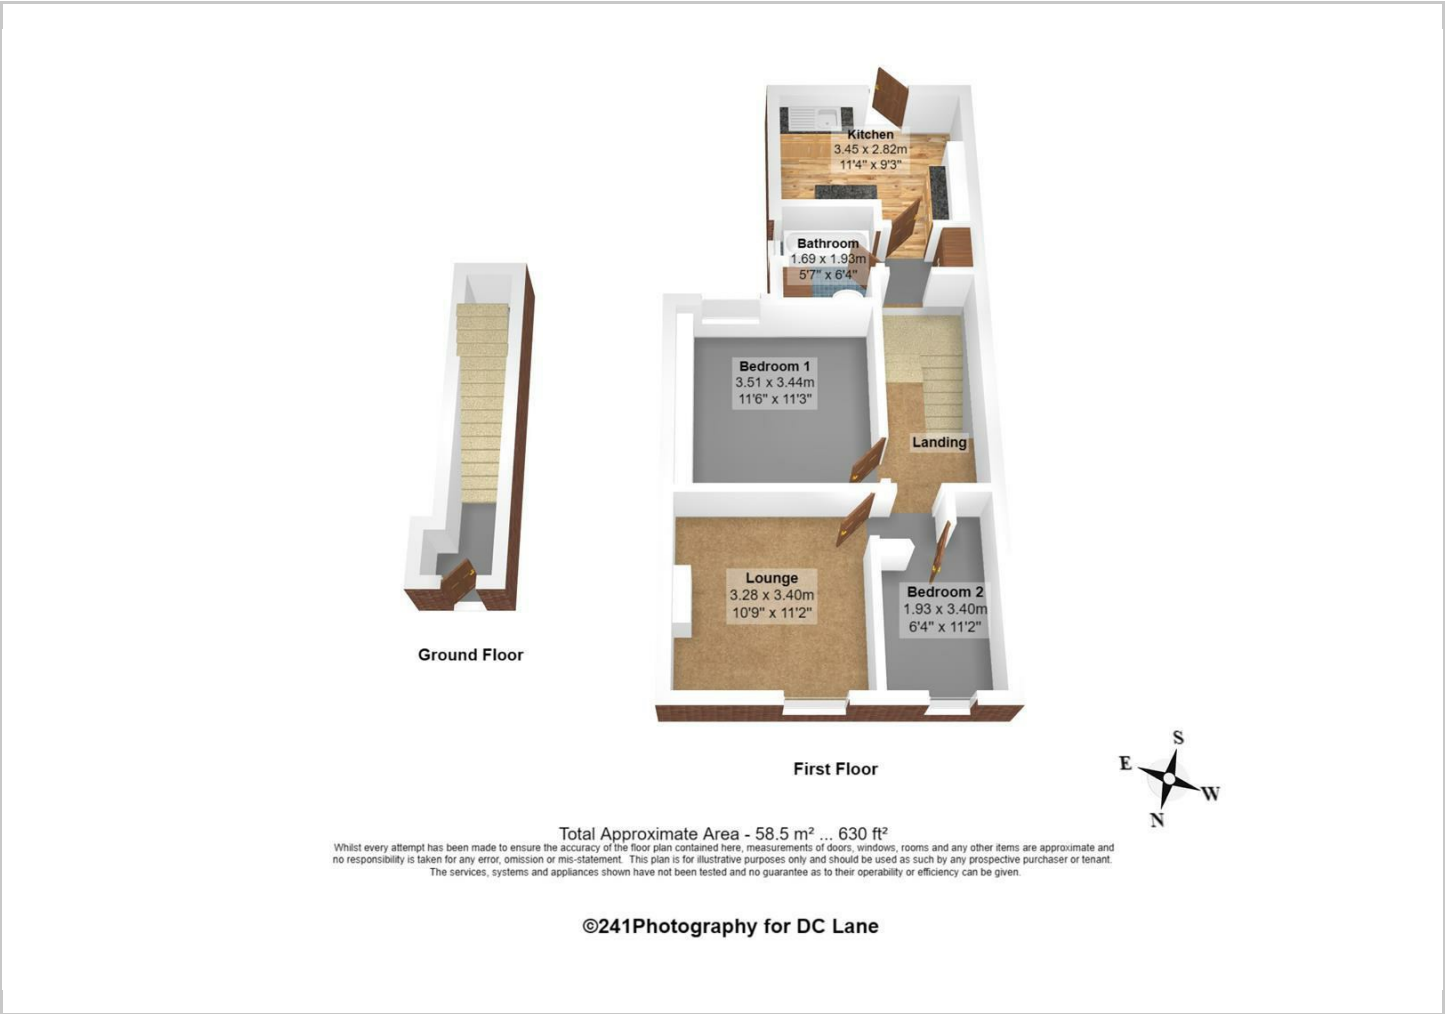 Kitchen
3.45 x 2.82m
11'4" x 9'3"
Bathroom
1.69 x 1.93m
5'7" x 6'4"
Bedroom 1
3.51 x 3.44m
11'6" x 11'3"
Landing
Lounge
3.28 x 3.40m
10'9" x 11'2"
Bedroom 2
1.93 x 3.40m
6'4" x 11'2"
Ground Floor
First Floor
S
E
W
N
Total Approximate Area - 58.5 m² ... 630 ft²
Whilst every attempt has been made to ensure the accuracy of the floor plan contained here, measurements of doors, windows, rooms and any other items are approximate and
no responsibility is taken for any error, omission or mis-statement. This plan is for illustrative purposes only and should be used as such by any prospective purchaser or tenant.
The services, systems and appliances shown have not been tested and no guarantee as to their operability or efficiency can be given.
©241Photography for DC Lane